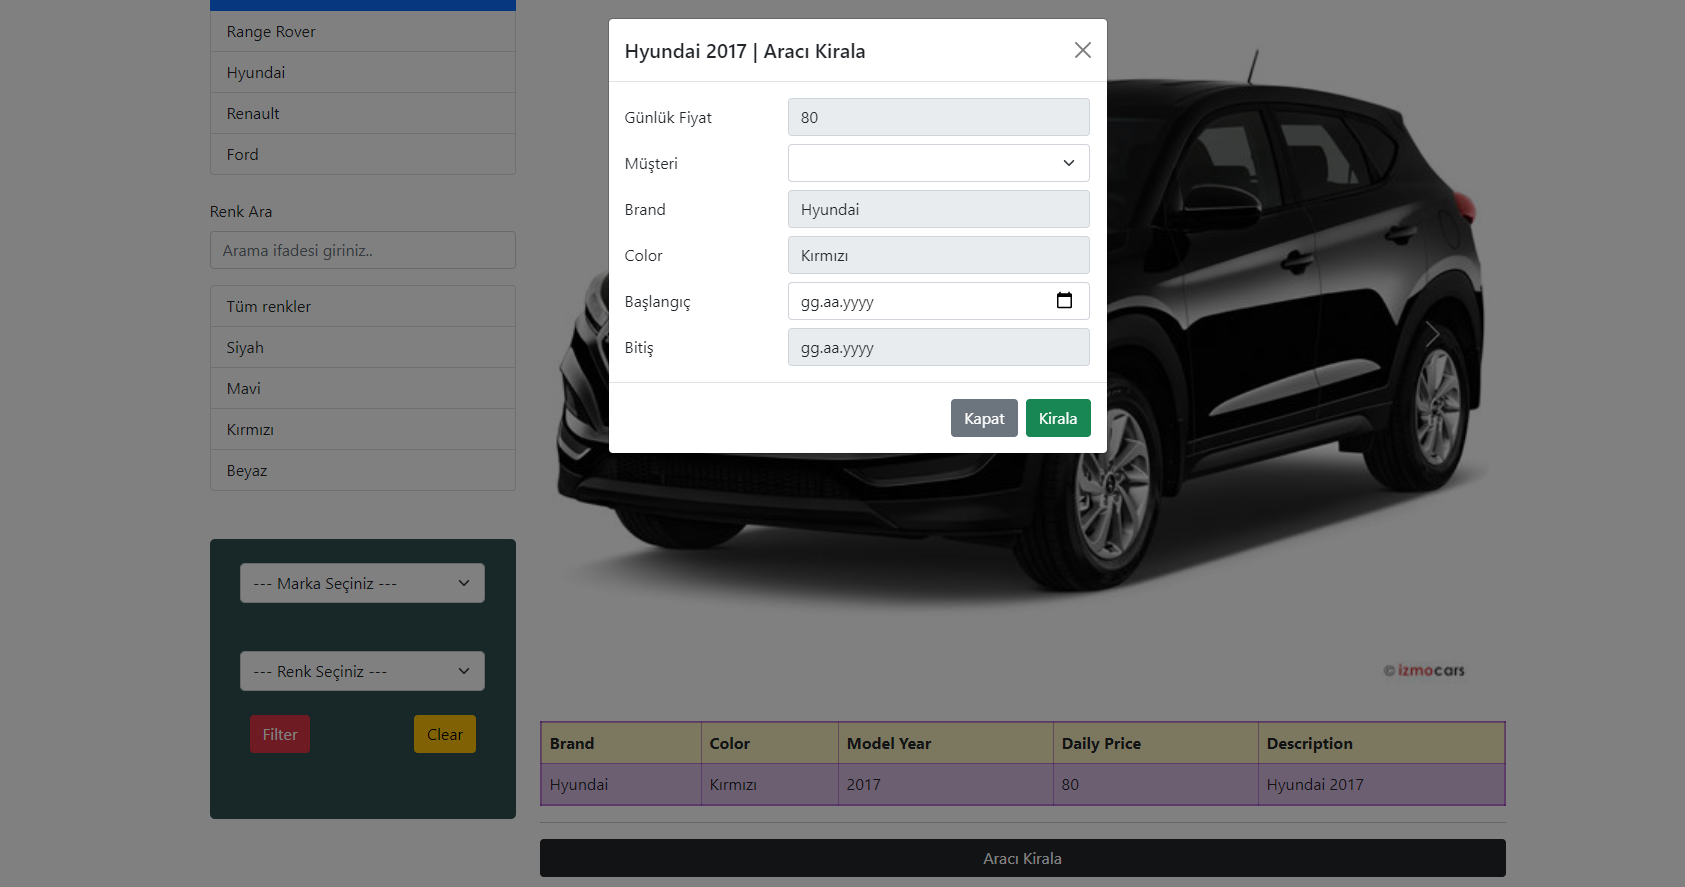 Range Rover
Hyundai
Renault
Ford
Renk Ara
Arama ifadesi giriniz..
Tüm renkler
Siyah
Mavi
Kırmızı
Beyaz
--- Marka Seçiniz ---
--- Renk Seçiniz ---
Filter Clear
Hyundai 2017 | Aracı Kirala
Günlük Fiyat 80
Müşteri
Brand Hyundai
Color Kırmızı
Başlangıç gg.aa.yyyy
Bitiş gg.aa.yyyy
Kapat Kirala
© izmocars
Brand Color Model Year Daily Price Description
Hyundai Kırmızı 2017 80 Hyundai 2017
Aracı Kirala